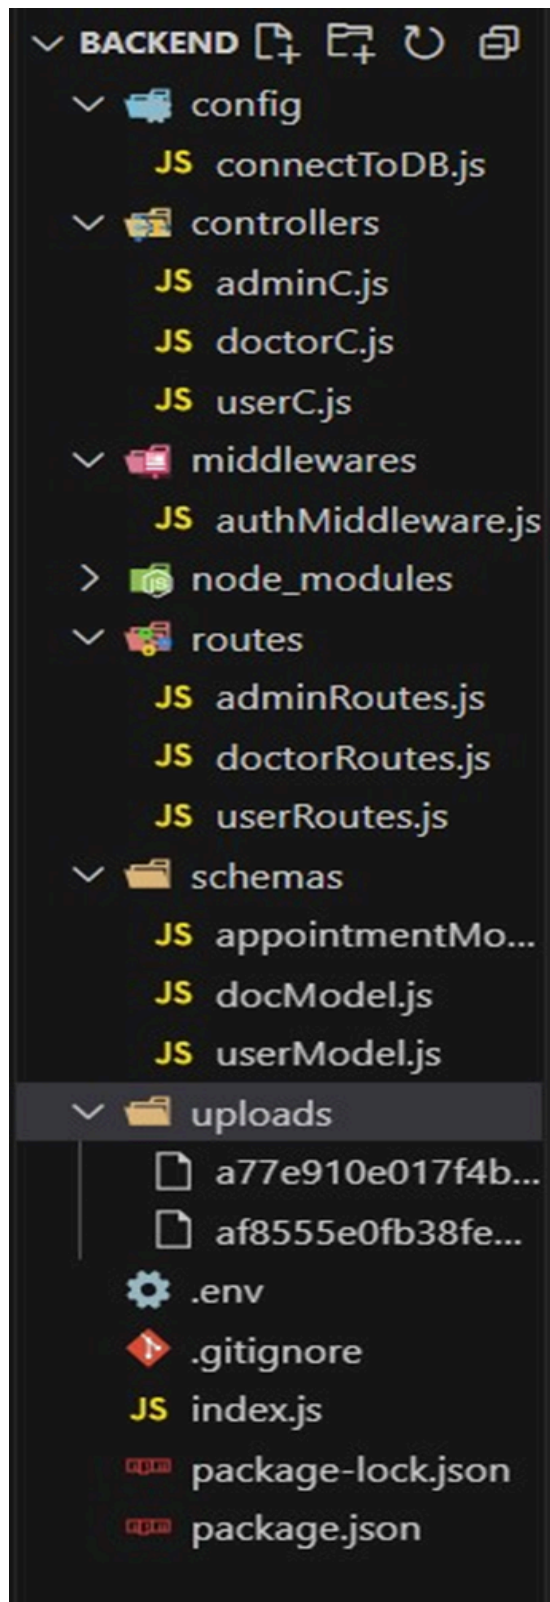 BACKEND
config
JS connectToDB.js
controllers
JS adminC.js
JS doctorC.js
JS userC.js
middlewares
JS authMiddleware.js
node_modules
routes
JS adminRoutes.js
JS doctorRoutes.js
JS userRoutes.js
schemas
JS appointmentMo...
JS docModel.js
JS userModel.js
uploads
a77e910e017f4b...
af8555e0fb38fe...
.env
.gitignore
JS index.js
package-lock.json
package.json